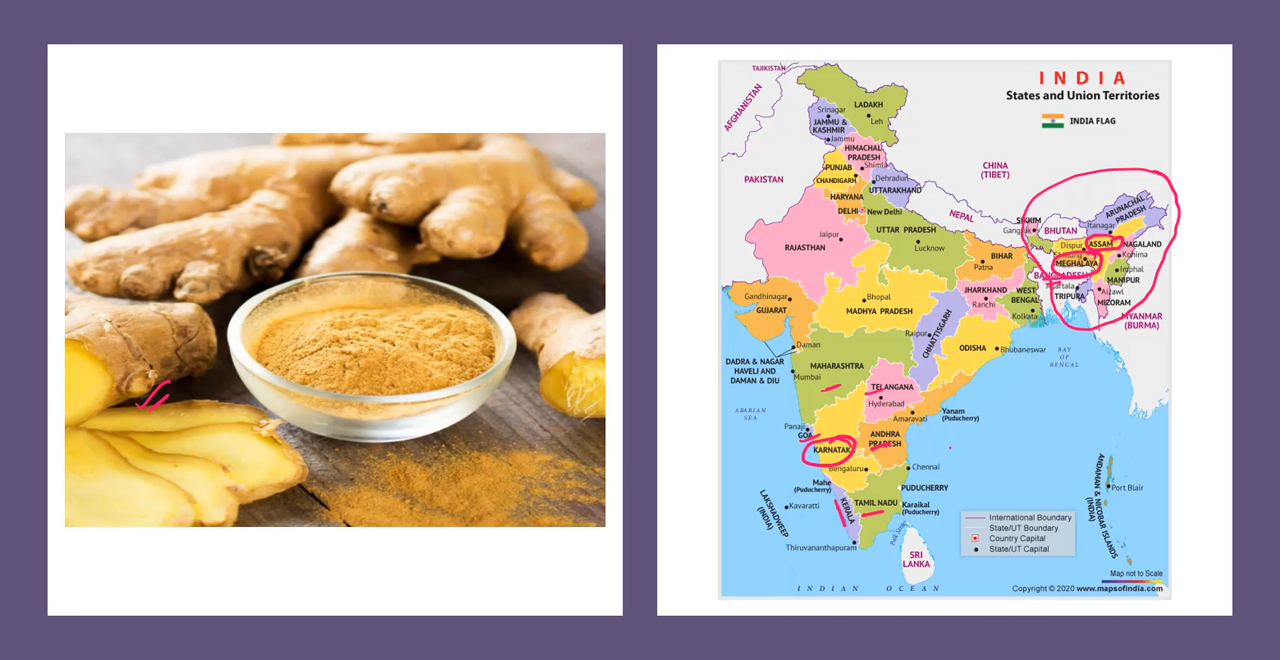 INDIA
States and Union Territories
INDIA FLAG
TAJIKISTAN
AFGHANISTAN
LADAKH
Srinagar
Leh
JAMMU &
KASHMIR
Jammu
HIMACHAL
PRADESH
Shimla
CHINA
(TIBET)
PAKISTAN
PUNJAB
CHANDIGARH
Dehradun
UTTARAKHAND
HARYANA
DELHI
New Delhi
NEPAL
SIKKIM
Gangtok
BHUTAN
ARUNACHAL
PRADESH
Itanagar
UTTAR PRADESH
Jaipur
Lucknow
RAJASTHAN
Dispur
ASSAM
NAGALAND
BIHAR
Patna
Shillong
Kohima
MEGHALAYA
Imphal
BANGLADESH
MANIPUR
Agartala
Aizawl
TRIPURA
MIZORAM
JHARKHAND
Ranchi
WEST
BENGAL
Kolkata
MYANMAR
(BURMA)
Gandhinagar
GUJARAT
Bhopal
MADHYA PRADESH
Raipur
CHHATTISGARH
ODISHA
Bhubaneswar
BAY
OF
BENGAL
Daman
DADRA & NAGAR
HAVELI AND
DAMAN & DIU
Mumbai
MAHARASHTRA
TELANGANA
Hyderabad
ARABIAN
SEA
Amaravati
Yanam
(Puducherry)
Panaji
GOA
ANDHRA
PRADESH
KARNATAK
Bengaluru
Chennai
Mahe
(Puducherry)
PUDUCHERRY
LAKSHADWEEP
(INDIA)
Kavaratti
KERALA
TAMIL NADU
Karaikal
(Puducherry)
Thiruvananthapuram
Palk Strait
SRI
LANKA
ANDAMAN & NICOBAR ISLANDS
(INDIA)
Port Blair
International Boundary
State/UT Boundary
Country Capital
State/UT Capital
Map not to Scale
INDIAN OCEAN
Copyright © 2020 www.mapsofindia.com